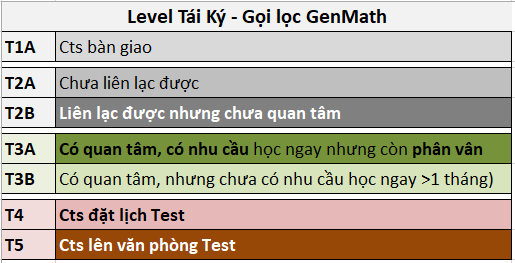 Level Tái Ký - Gọi lọc GenMath
T1A Cts bàn giao
T2A Chưa liên lạc được
T2B Liên lạc được nhưng chưa quan tâm
T3A Có quan tâm, có nhu cầu học ngay nhưng còn phân vân
T3B Có quan tâm, nhưng chưa có nhu cầu học ngay >1 tháng)
T4 Cts đặt lịch Test
T5 Cts lên văn phòng Test